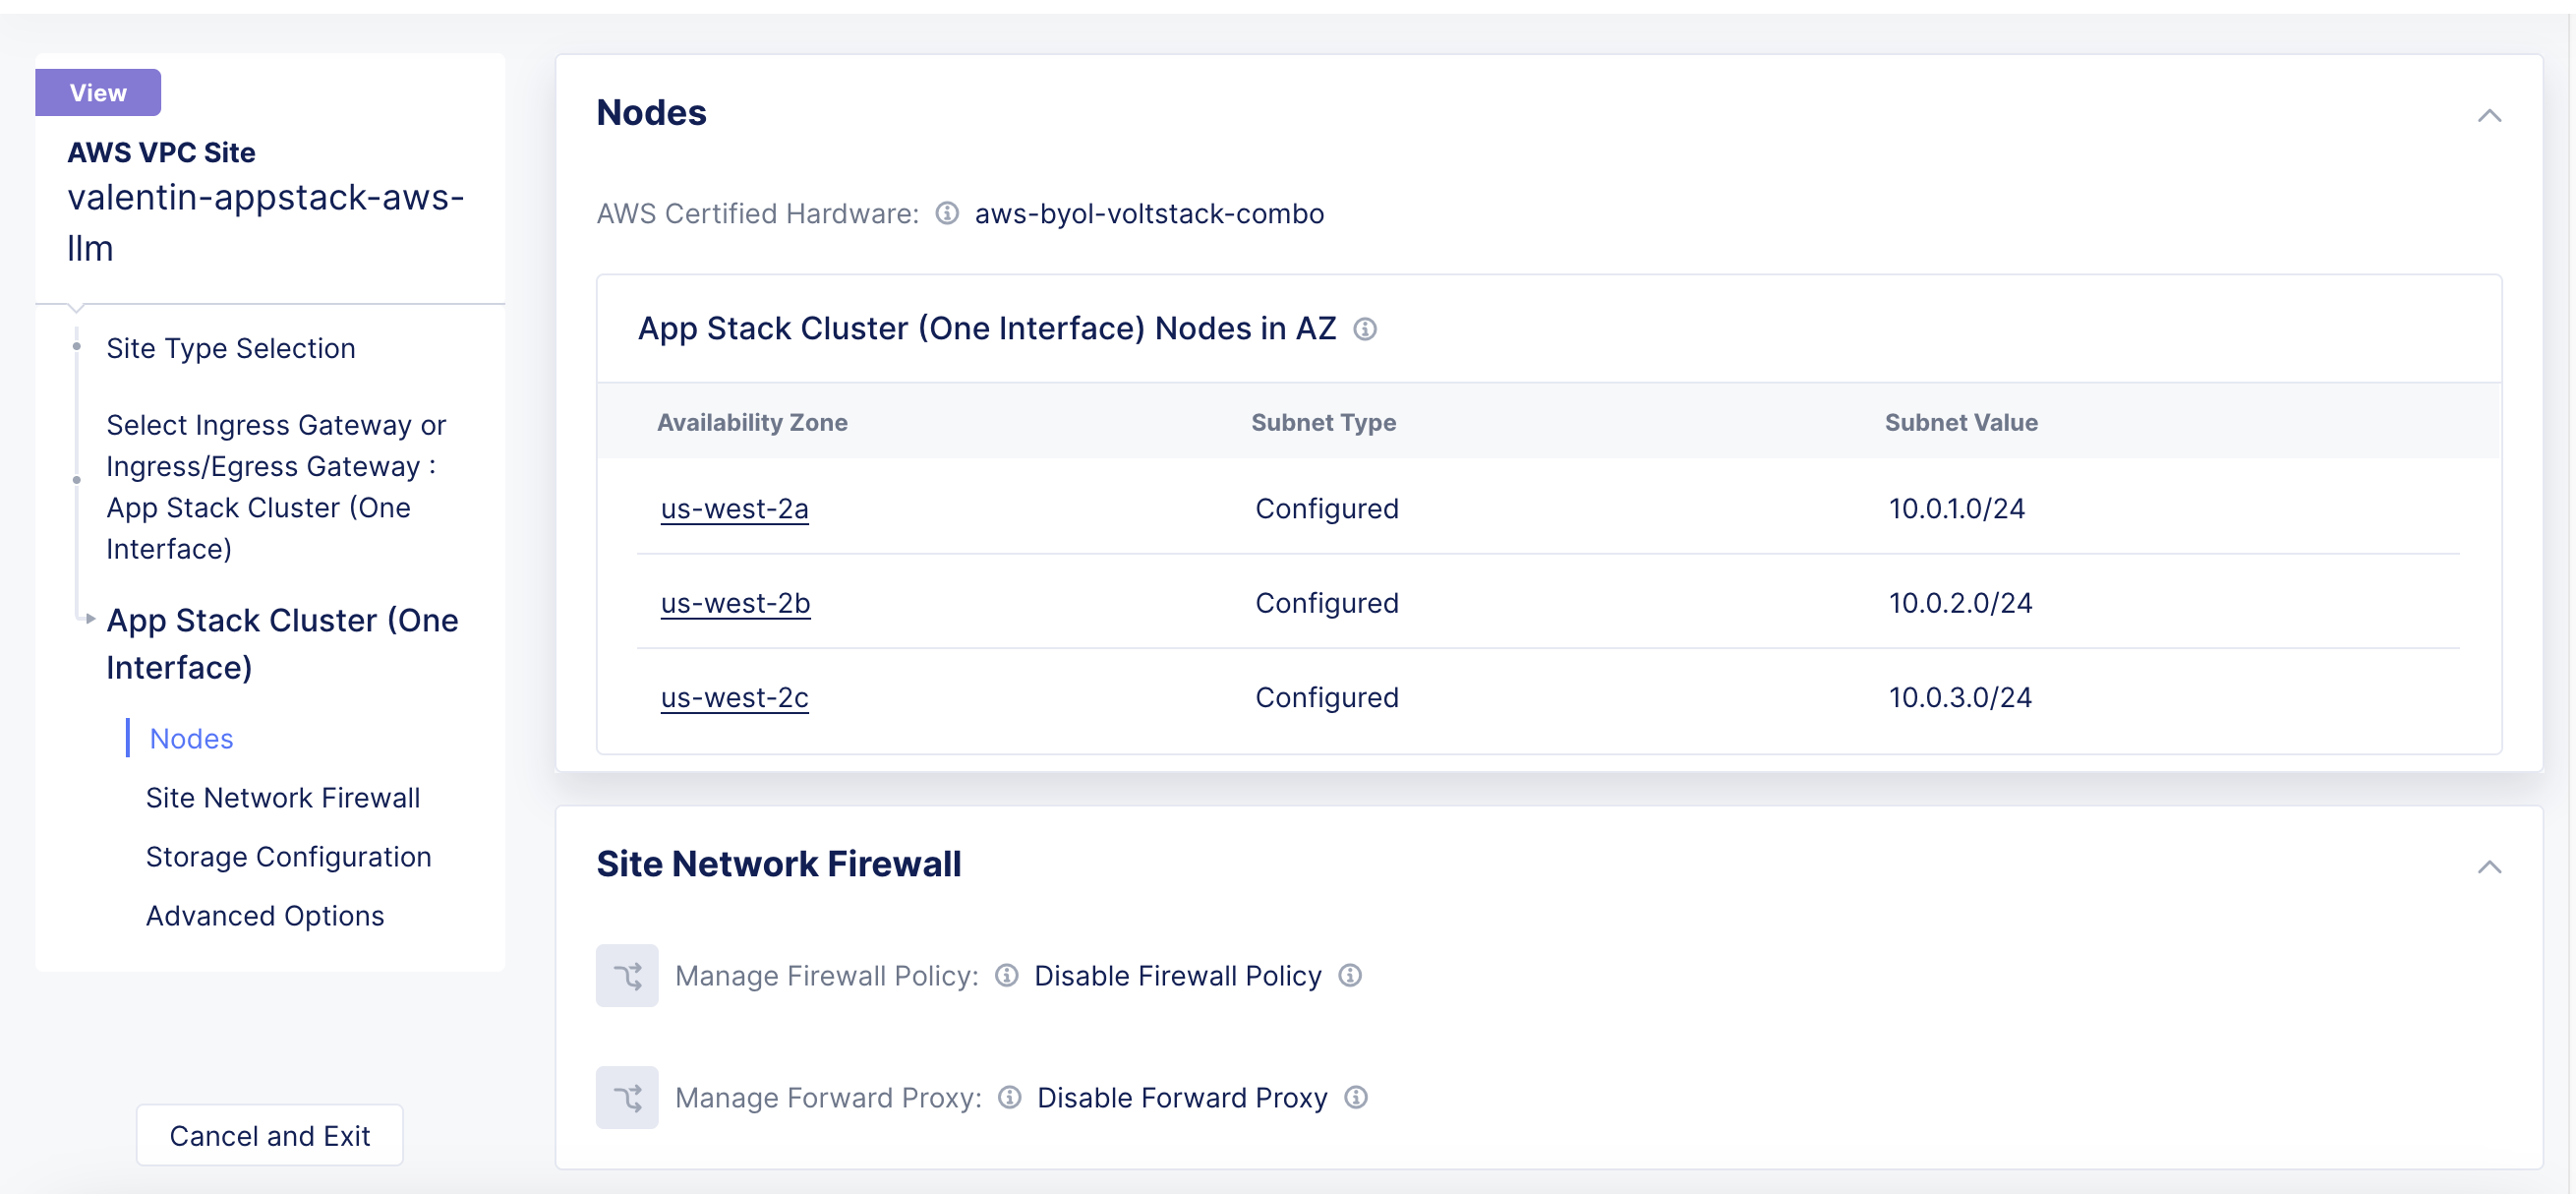 View
AWS VPC Site
valentin-appstack-aws-
llm
Site Type Selection
Select Ingress Gateway or
Ingress/Egress Gateway :
App Stack Cluster (One
Interface)
App Stack Cluster (One
Interface)
Nodes
Site Network Firewall
Storage Configuration
Advanced Options
Cancel and Exit
Nodes
AWS Certified Hardware: aws-byol-voltstack-combo
App Stack Cluster (One Interface) Nodes in AZ
Availability Zone Subnet Type Subnet Value
us-west-2a Configured 10.0.1.0/24
us-west-2b Configured 10.0.2.0/24
us-west-2c Configured 10.0.3.0/24
Site Network Firewall
Manage Firewall Policy: Disable Firewall Policy
Manage Forward Proxy: Disable Forward Proxy